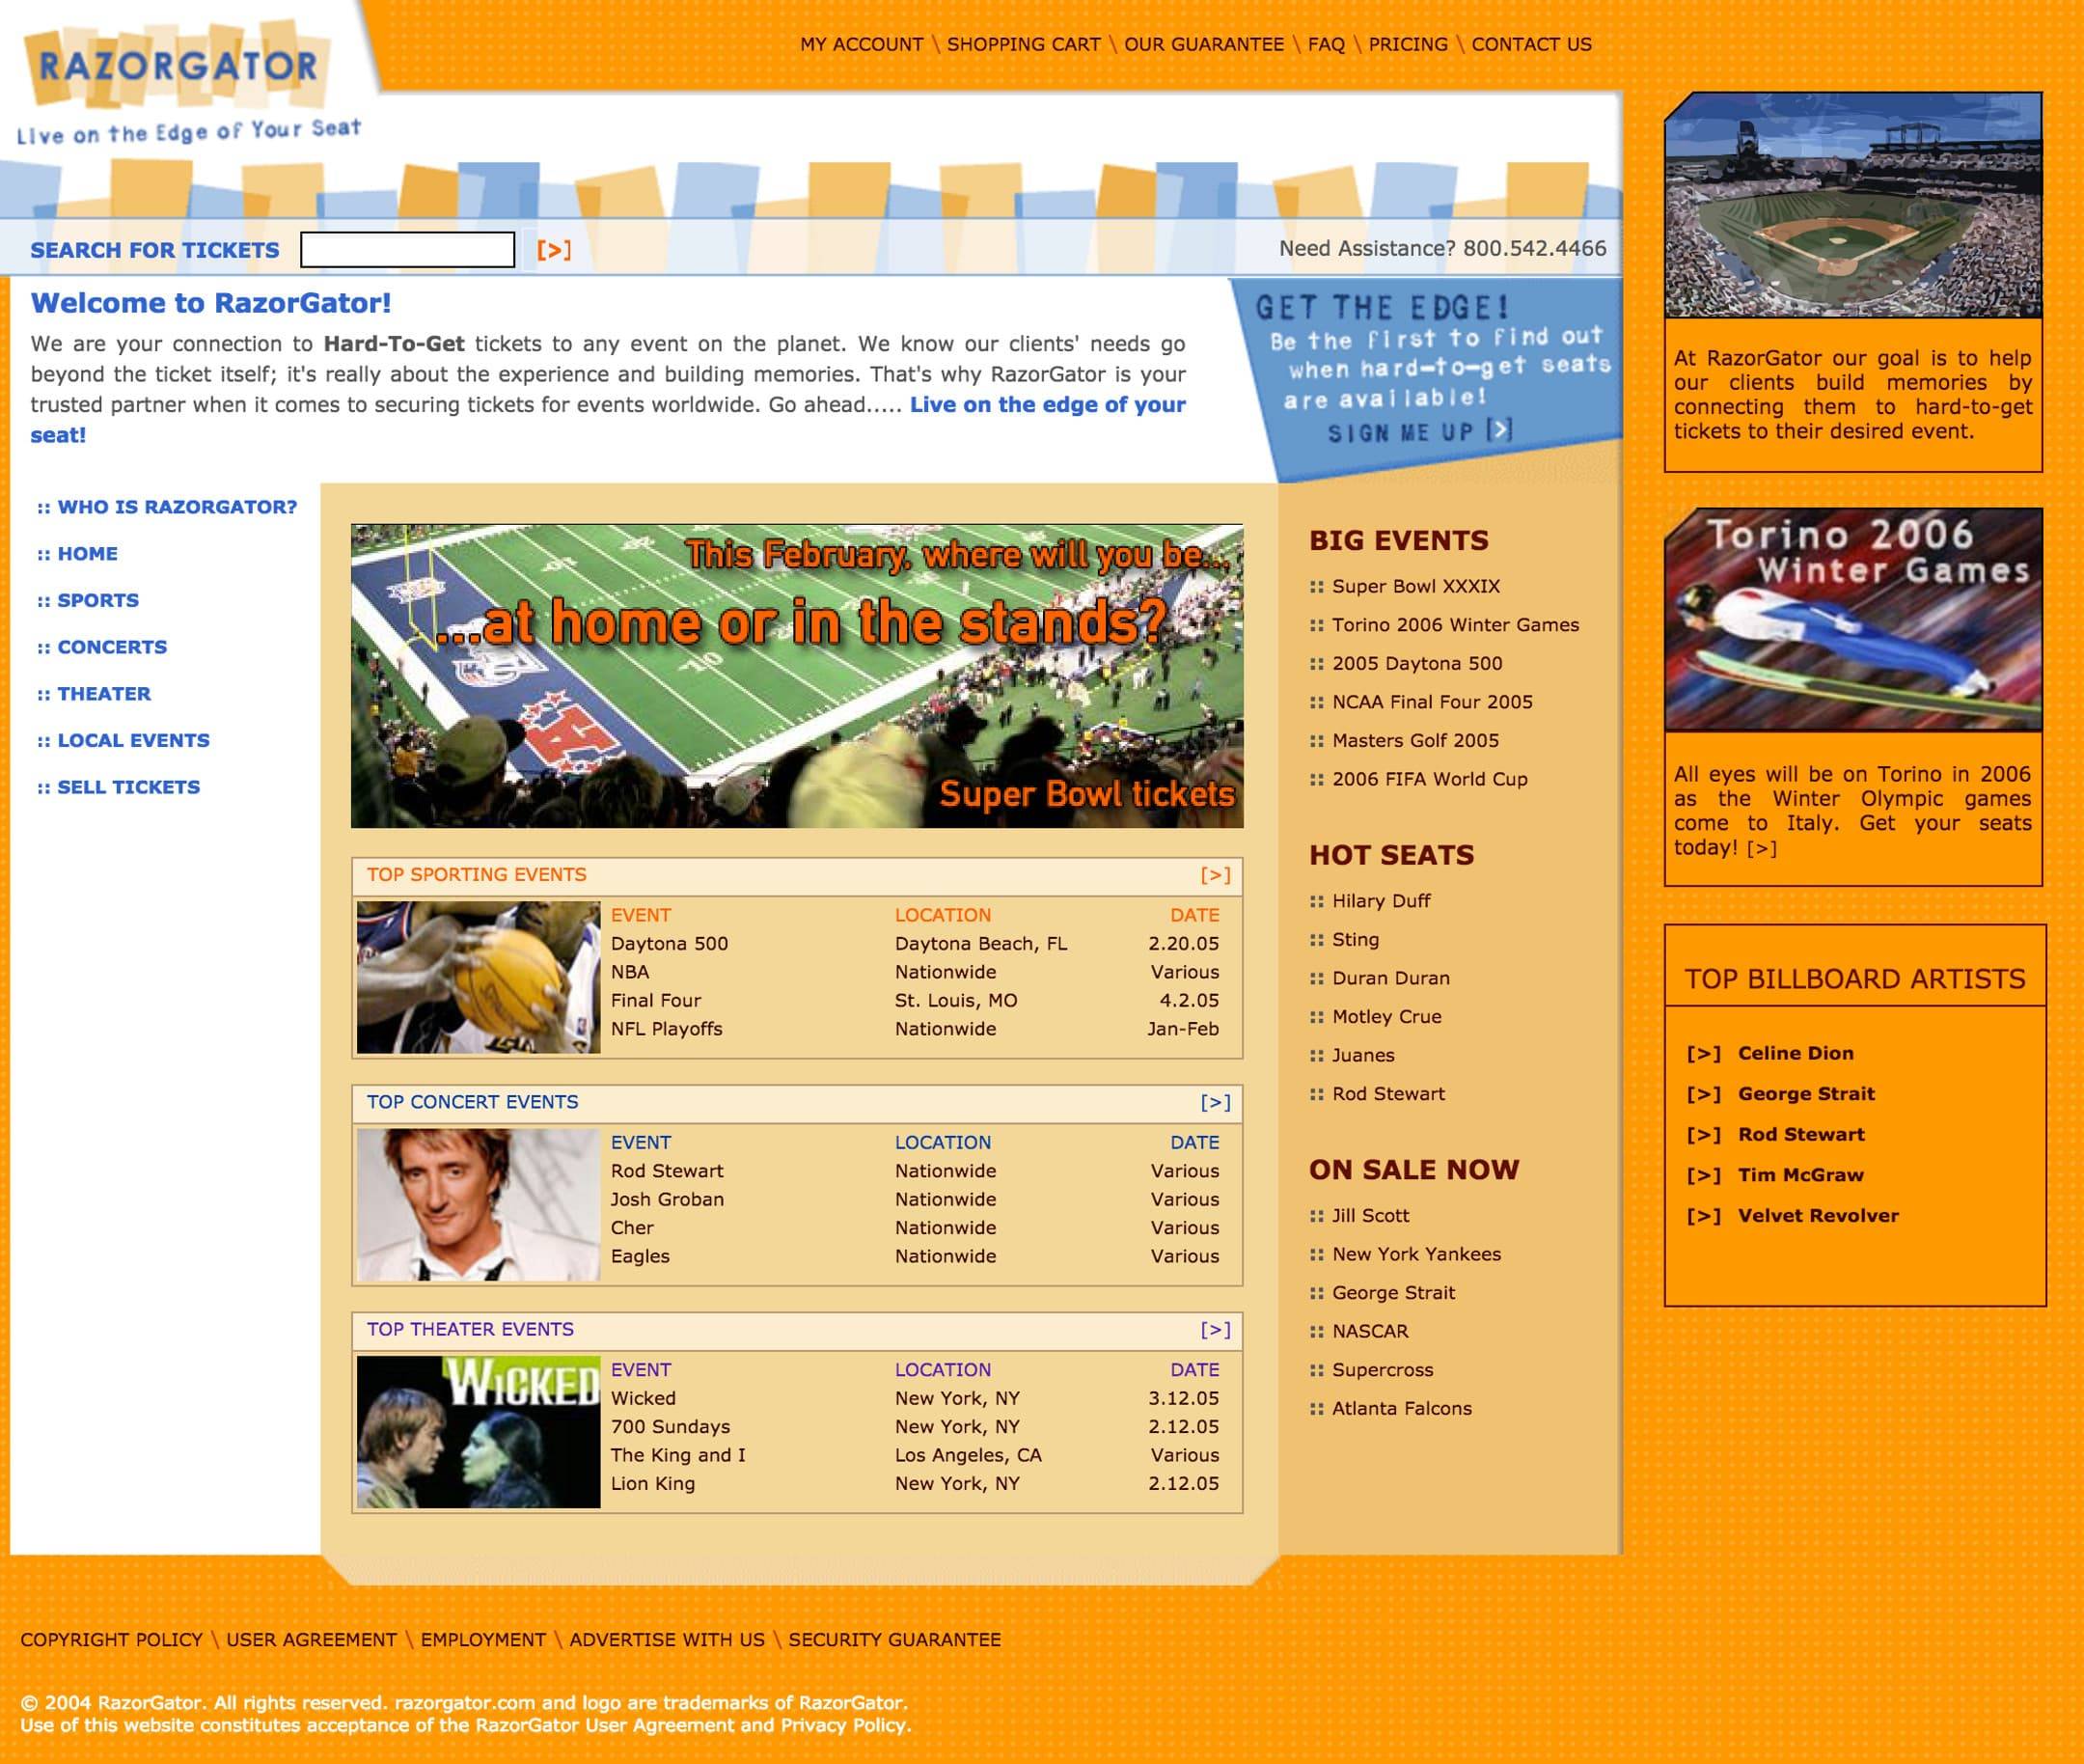 RAZORGATOR
Live on the Edge of Your Seat
MY ACCOUNT \ SHOPPING CART \ OUR GUARANTEE \ FAQ \ PRICING \ CONTACT US
SEARCH FOR TICKETS [>]
Need Assistance? 800.542.4466
Welcome to RazorGator!
We are your connection to Hard-To-Get tickets to any event on the planet. We know our clients' needs go
beyond the ticket itself; it's really about the experience and building memories. That's why RazorGator is your
trusted partner when it comes to securing tickets for events worldwide. Go ahead..... Live on the edge of your
seat!
GET THE EDGE!
Be the first to find out
when hard-to-get seats
are available!
SIGN ME UP [>]
:: WHO IS RAZORGATOR?
:: HOME
:: SPORTS
:: CONCERTS
:: THEATER
:: LOCAL EVENTS
:: SELL TICKETS
This February, where will you be...
...at home or in the stands?
Super Bowl tickets
TOP SPORTING EVENTS [>]
EVENT LOCATION DATE
Daytona 500 Daytona Beach, FL 2.20.05
NBA Nationwide Various
Final Four St. Louis, MO 4.2.05
NFL Playoffs Nationwide Jan-Feb
TOP CONCERT EVENTS [>]
EVENT LOCATION DATE
Rod Stewart Nationwide Various
Josh Groban Nationwide Various
Cher Nationwide Various
Eagles Nationwide Various
TOP THEATER EVENTS [>]
WICKED
EVENT LOCATION DATE
Wicked New York, NY 3.12.05
700 Sundays New York, NY 2.12.05
The King and I Los Angeles, CA Various
Lion King New York, NY 2.12.05
BIG EVENTS
:: Super Bowl XXXIX
:: Torino 2006 Winter Games
:: 2005 Daytona 500
:: NCAA Final Four 2005
:: Masters Golf 2005
:: 2006 FIFA World Cup
HOT SEATS
:: Hilary Duff
:: Sting
:: Duran Duran
:: Motley Crue
:: Juanes
:: Rod Stewart
ON SALE NOW
:: Jill Scott
:: New York Yankees
:: George Strait
:: NASCAR
:: Supercross
:: Atlanta Falcons
At RazorGator our goal is to help
our clients build memories by
connecting them to hard-to-get
tickets to their desired event.
Torino 2006
Winter Games
All eyes will be on Torino in 2006
as the Winter Olympic games
come to Italy. Get your seats
today! [>]
TOP BILLBOARD ARTISTS
[>] Celine Dion
[>] George Strait
[>] Rod Stewart
[>] Tim McGraw
[>] Velvet Revolver
COPYRIGHT POLICY \ USER AGREEMENT \ EMPLOYMENT \ ADVERTISE WITH US \ SECURITY GUARANTEE
© 2004 RazorGator. All rights reserved. razorgator.com and logo are trademarks of RazorGator.
Use of this website constitutes acceptance of the RazorGator User Agreement and Privacy Policy.